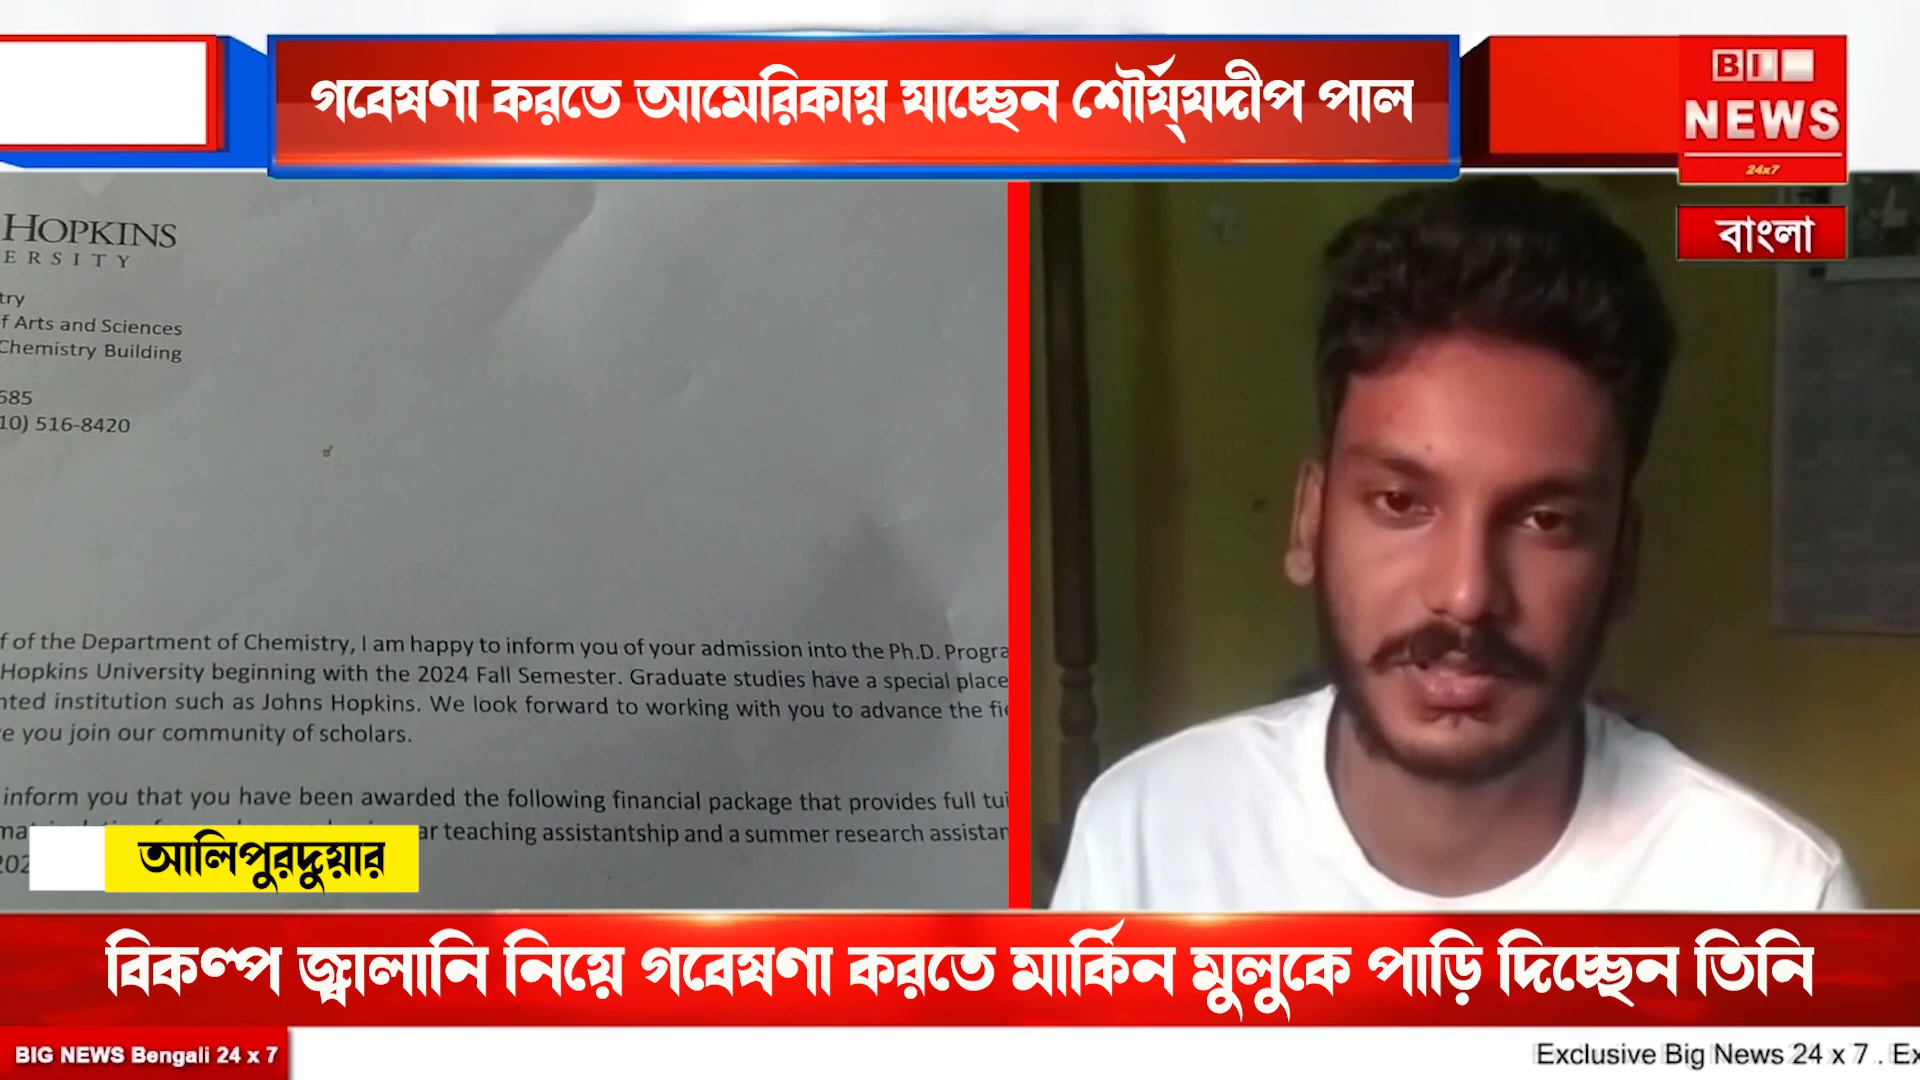 গবেষণা করতে আমেরিকায় যাচ্ছেন শৌর্য্যদীপ পাল
BI
NEWS
24x7
বাংলা
HOPKINS
ERSITY
try
f Arts and Sciences
Chemistry Building
585
10) 516-8420
f of the Department of Chemistry, I am happy to inform you of your admission into the Ph.D. Progra
Hopkins University beginning with the 2024 Fall Semester. Graduate studies have a special place
nted institution such as Johns Hopkins. We look forward to working with you to advance the fie
e you join our community of scholars.
inform you that you have been awarded the following financial package that provides full tui
ar teaching assistantship and a summer research assistan
202
আলিপুরদুয়ার
বিকল্প জ্বালানি নিয়ে গবেষণা করতে মার্কিন মুলুকে পাড়ি দিচ্ছেন তিনি
BIG NEWS Bengali 24 x 7
Exclusive Big News 24 x 7 . Ex